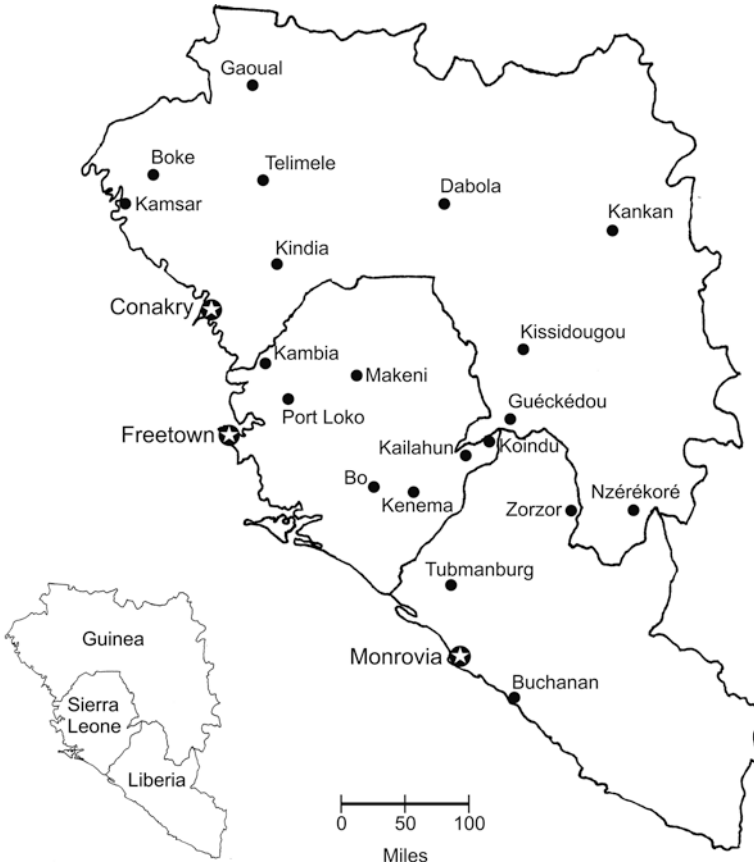 Gaoual
Boke
Telimele
Kamsar
Dabola
Kankan
Kindia
Conakry
Kissidougou
Kambia
Makeni
Port Loko
Guéckédou
Freetown
Kailahun
Koindu
Bo
Kenema
Zorzor
Nzérékoré
Tubmanburg
Monrovia
Buchanan
Guinea
Sierra
Leone
Liberia
0 50 100
Miles